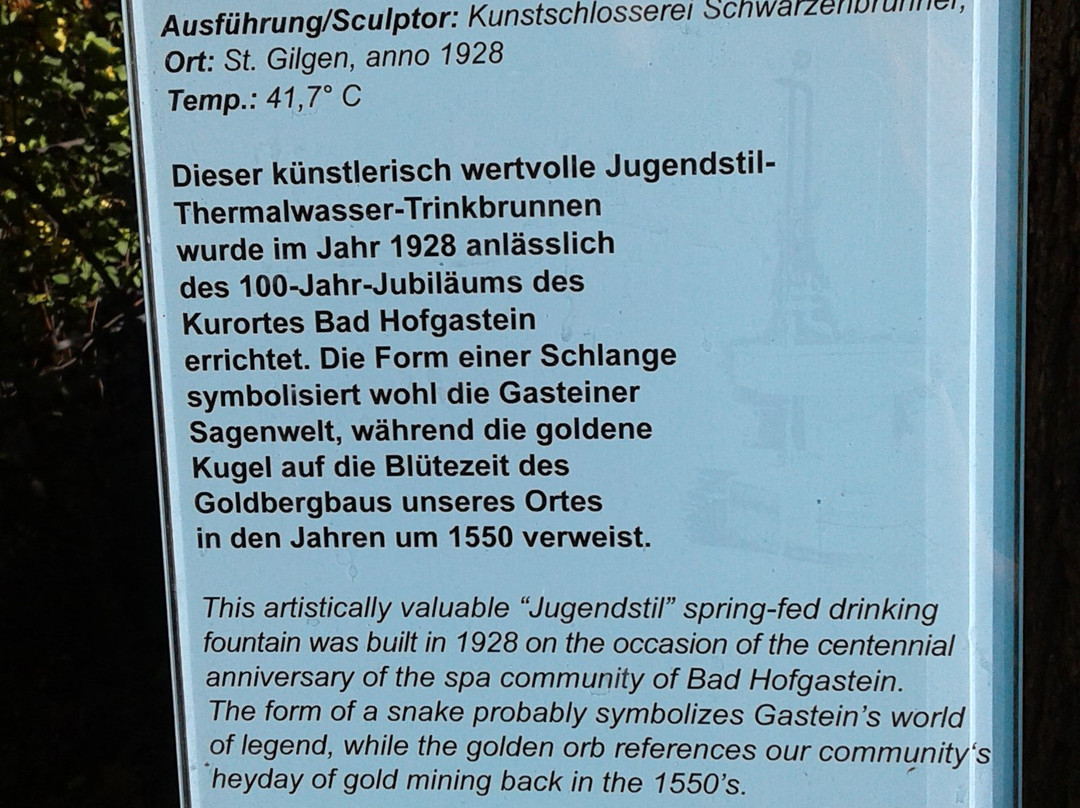 Ausführung/Sculptor: Kunstschlosserei Schwarzenbrunner,
Ort: St. Gilgen, anno 1928
Temp.: 41,7° C
Dieser künstlerisch wertvolle Jugendstil-
Thermalwasser-Trinkbrunnen
wurde im Jahr 1928 anlässlich
des 100-Jahr-Jubiläums des
Kurortes Bad Hofgastein
errichtet. Die Form einer Schlange
symbolisiert wohl die Gasteiner
Sagenwelt, während die goldene
Kugel auf die Blütezeit des
Goldbergbaus unseres Ortes
in den Jahren um 1550 verweist.
This artistically valuable “Jugendstil” spring-fed drinking
fountain was built in 1928 on the occasion of the centennial
anniversary of the spa community of Bad Hofgastein.
The form of a snake probably symbolizes Gastein’s world
of legend, while the golden orb references our community‘s
heyday of gold mining back in the 1550’s.